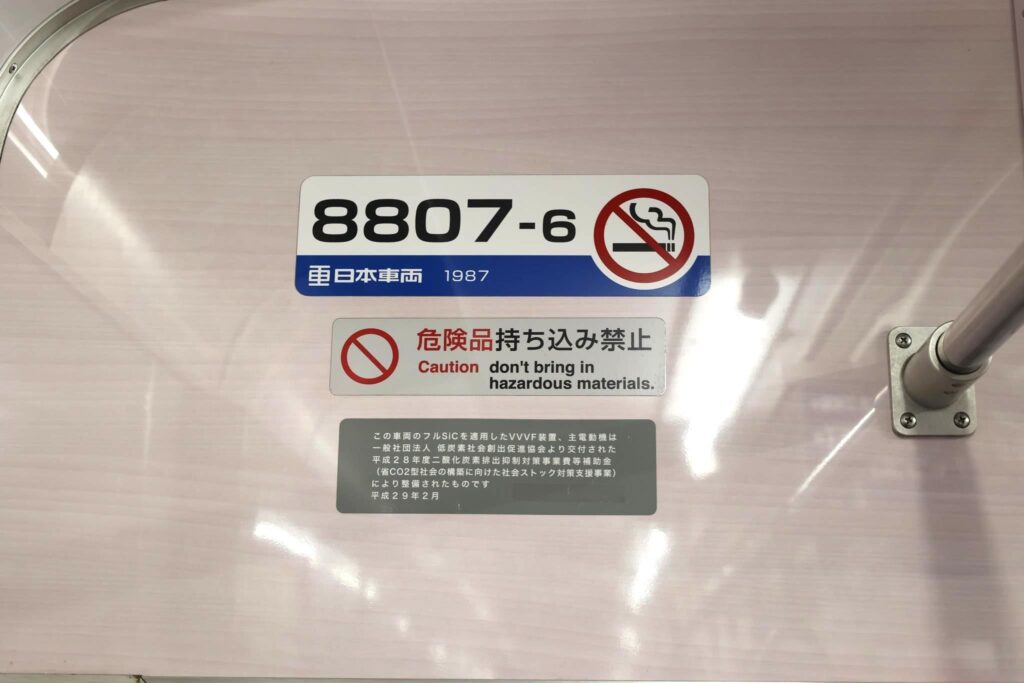 8807-6
日本車両 1987
危険品持ち込み禁止
Caution don't bring in
hazardous materials.
この車両のフルSiCを適用したVVVF装置、主電動機は
一般社団法人 低炭素社会創出促進協会より交付された
平成28年度二酸化炭素排出抑制対策事業費等補助金
（省CO2型社会の構築に向けた社会ストック対策支援事業）
により整備されたものです
平成29年2月